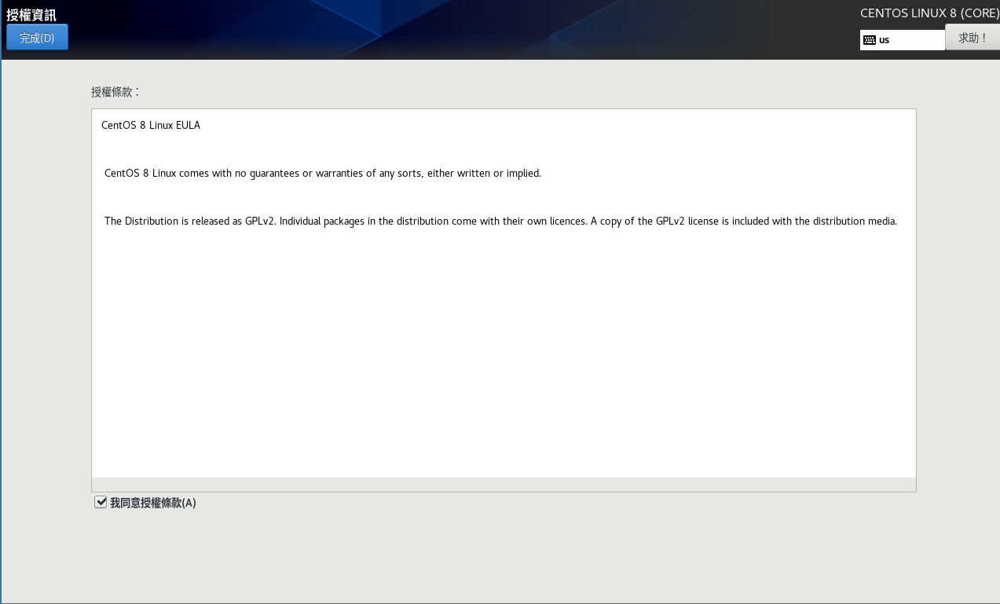 授權資訊
CENTOS LINUX 8 (CORE)
完成(D)
us
求助！
授權條款：
CentOS 8 Linux EULA
CentOS 8 Linux comes with no guarantees or warranties of any sorts, either written or implied.
The Distribution is released as GPLv2. Individual packages in the distribution come with their own licences. A copy of the GPLv2 license is included with the distribution media.
我同意授權條款(A)